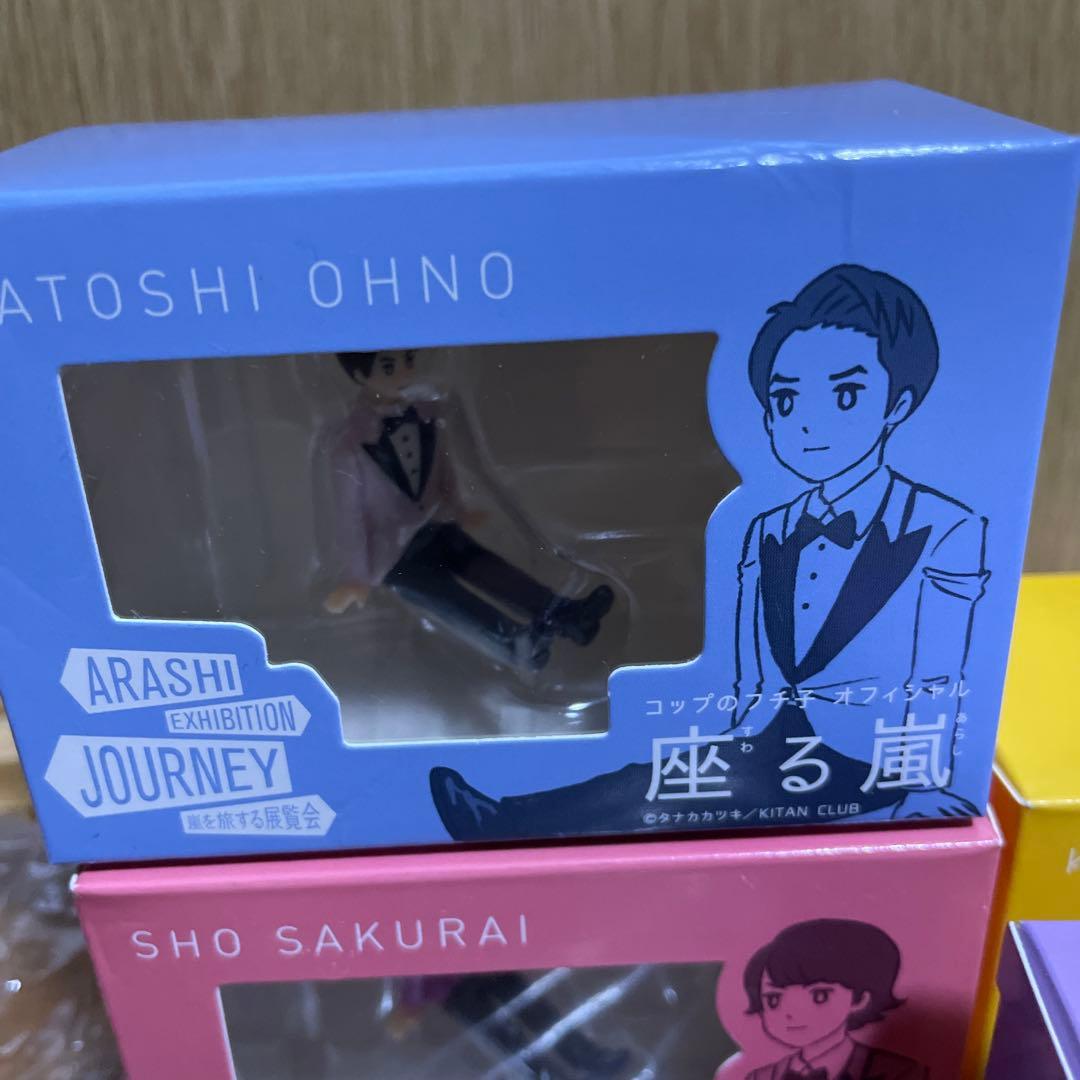 ATOSHI OHNO
ARASHI
EXHIBITION
JOURNEY
嵐を旅する展覧会
コップのフチ子 オフィシャル
座る嵐
すわ
あらし
©タナカカツキ/KITAN CLUB
SHO SAKURAI